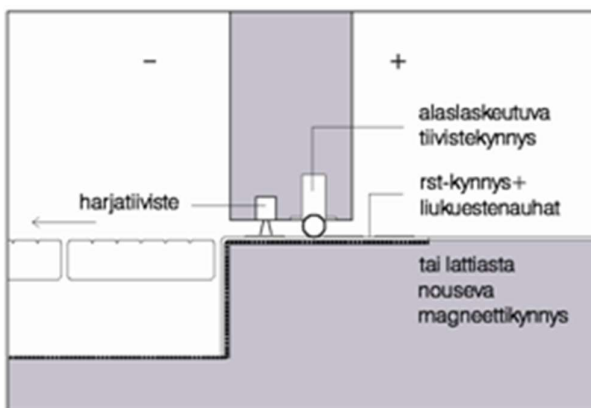 -
+
alaslaskeutuva
tiivistekynnys
harjatiiviste
rst-kynnys+
liukuestenauhat
tai lattiasta
nouseva
magneettikynnys